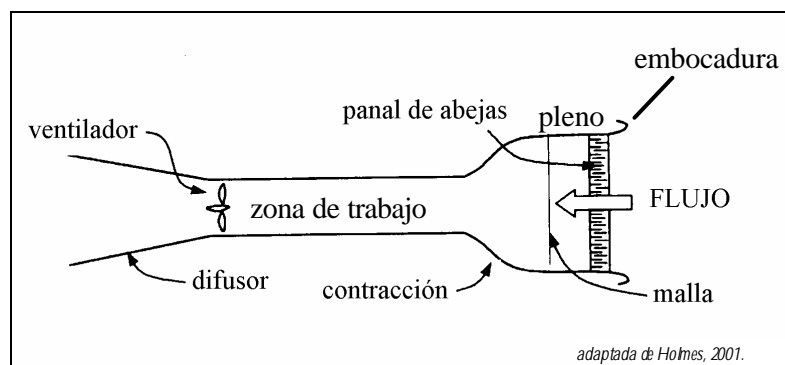 embocadura
pleno
panal de abejas
ventilador
zona de trabajo
FLUJO
difusor
contracción
malla
adaptada de Holmes, 2001.